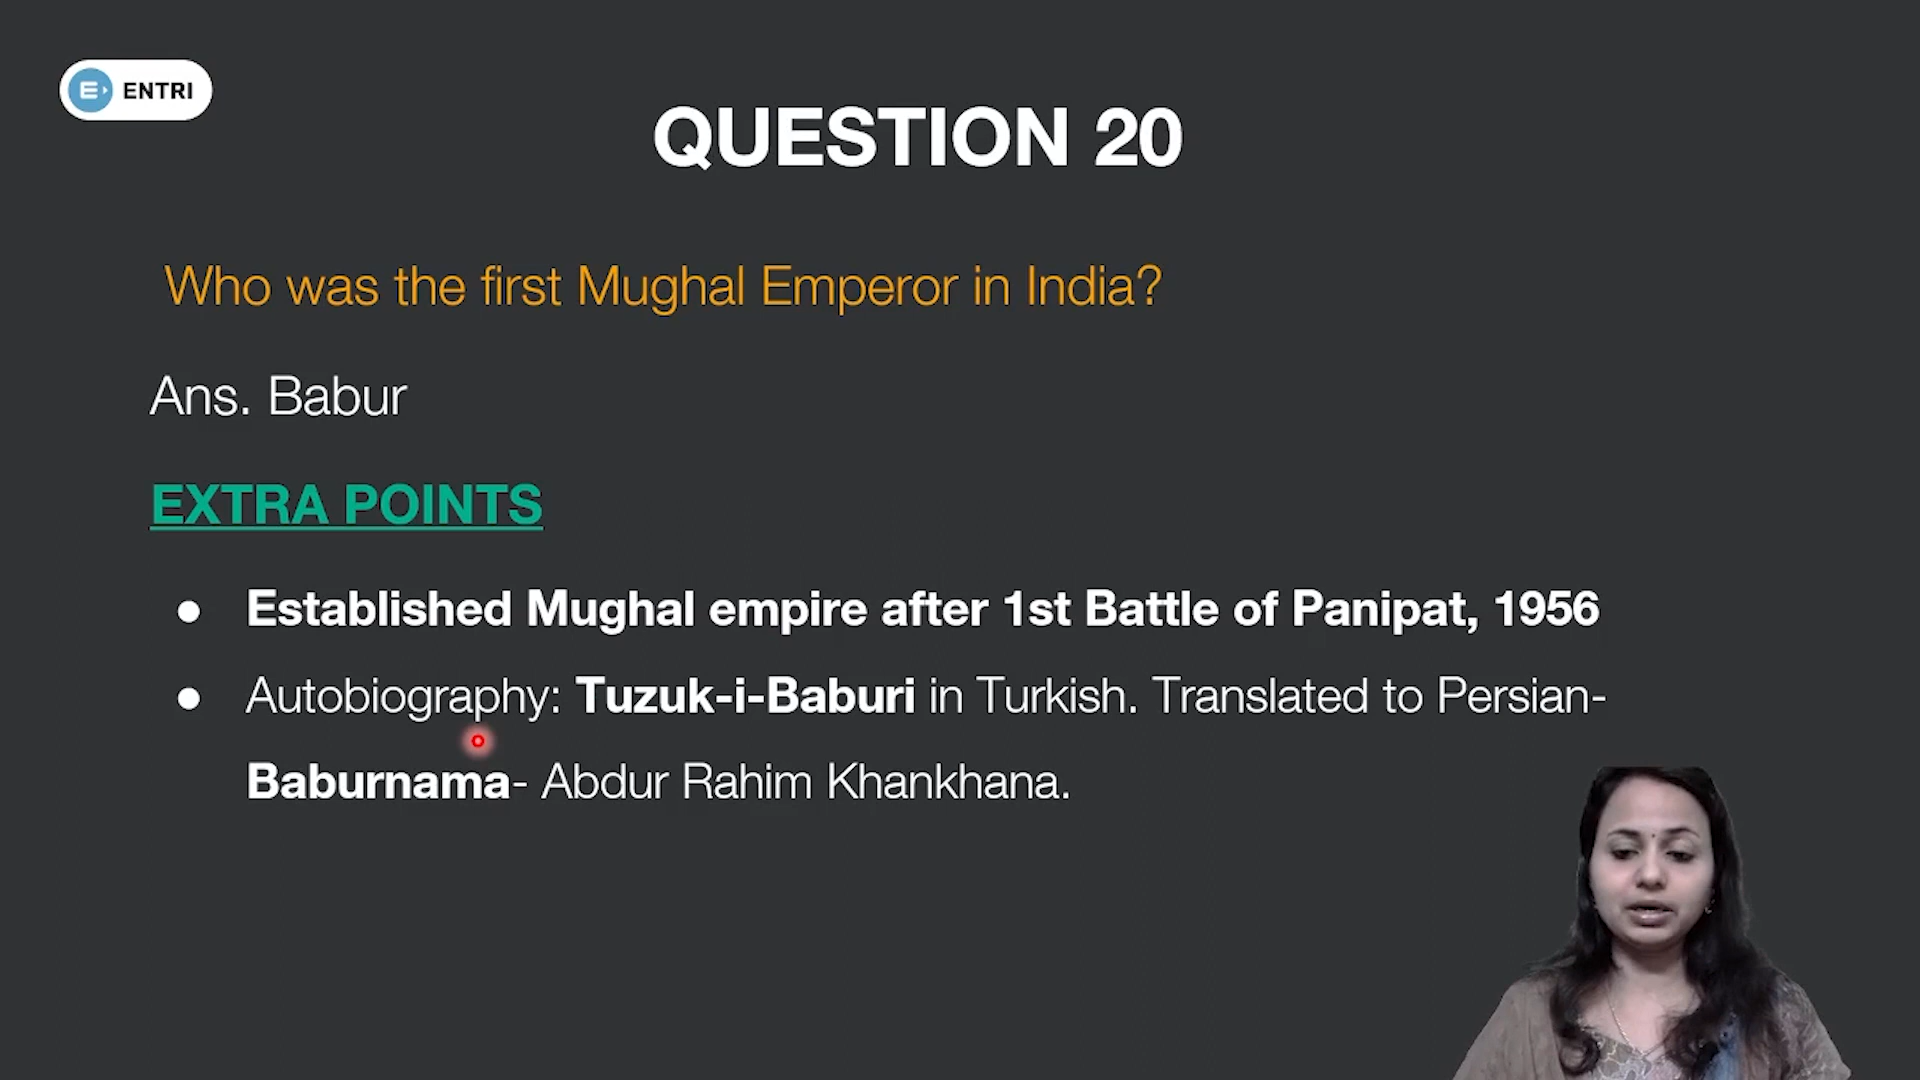 ENTRI
QUESTION 20
Who was the first Mughal Emperor in India?
Ans. Babur
EXTRA POINTS
● Established Mughal empire after 1st Battle of Panipat, 1956
● Autobiography: Tuzuk-i-Baburi in Turkish. Translated to Persian-
Baburnama- Abdur Rahim Khankhana.